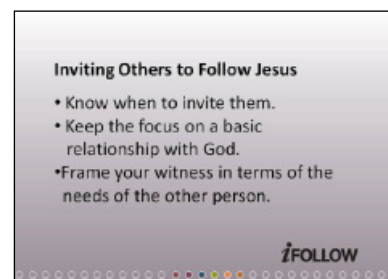 Inviting Others to Follow Jesus
• Know when to invite them.
• Keep the focus on a basic
relationship with God.
•Frame your witness in terms of the
needs of the other person.
iFOLLOW